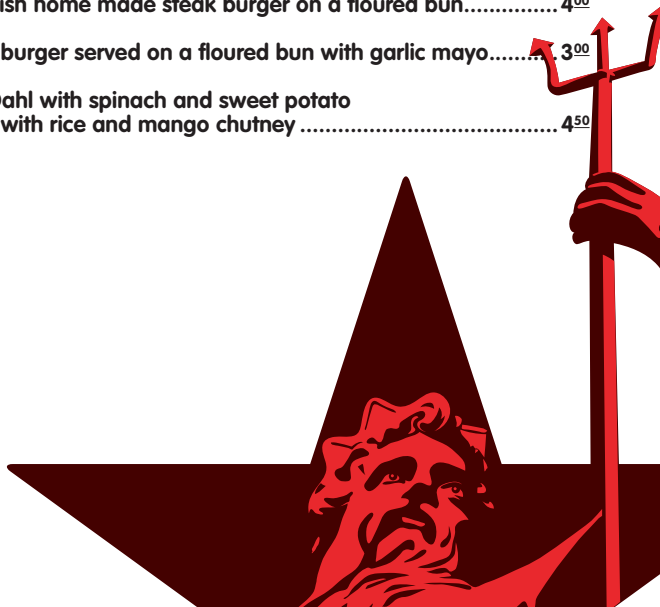 ish home made steak burger on a floured bun............... 4⁰⁰
burger served on a floured bun with garlic mayo.......... 3⁰⁰
ahl with spinach and sweet potato
with rice and mango chutney ........................................ 4⁵⁰